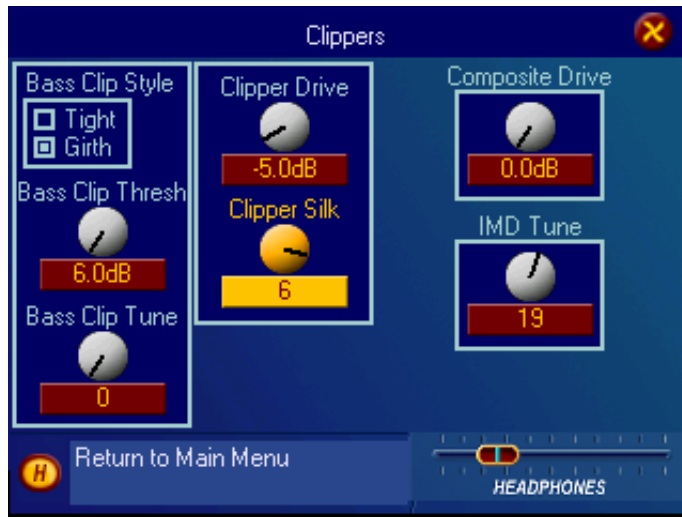 Clippers
Bass Clip Style
Tight
Girth
Bass Clip Thresh
6.0dB
Bass Clip Tune
0
Clipper Drive
-5.0dB
Clipper Silk
6
Composite Drive
0.0dB
IMD Tune
19
H
Return to Main Menu
HEADPHONES